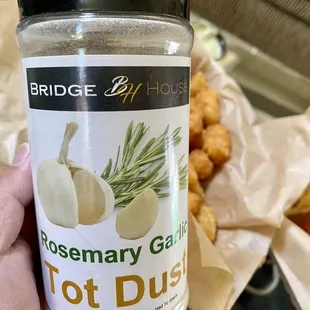 BRIDGE BH HOUSE
Rosemary Garlic
Tot Dust